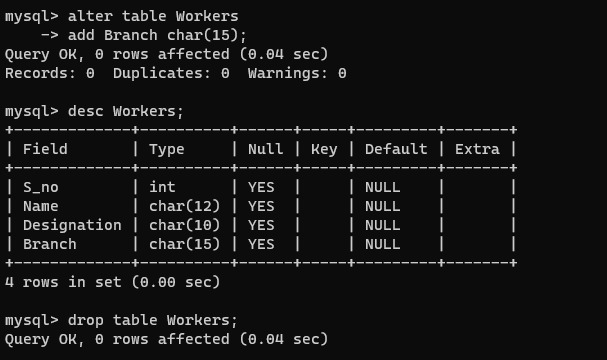 mysql> alter table Workers
    -> add Branch char(15);
Query OK, 0 rows affected (0.04 sec)
Records: 0  Duplicates: 0  Warnings: 0

mysql> desc Workers;
+-------------+----------+------+-----+---------+-------+
| Field       | Type     | Null | Key | Default | Extra |
+-------------+----------+------+-----+---------+-------+
| S_no        | int      | YES  |     | NULL    |       |
| Name        | char(12) | YES  |     | NULL    |       |
| Designation | char(10) | YES  |     | NULL    |       |
| Branch      | char(15) | YES  |     | NULL    |       |
+-------------+----------+------+-----+---------+-------+
4 rows in set (0.00 sec)

mysql> drop table Workers;
Query OK, 0 rows affected (0.04 sec)